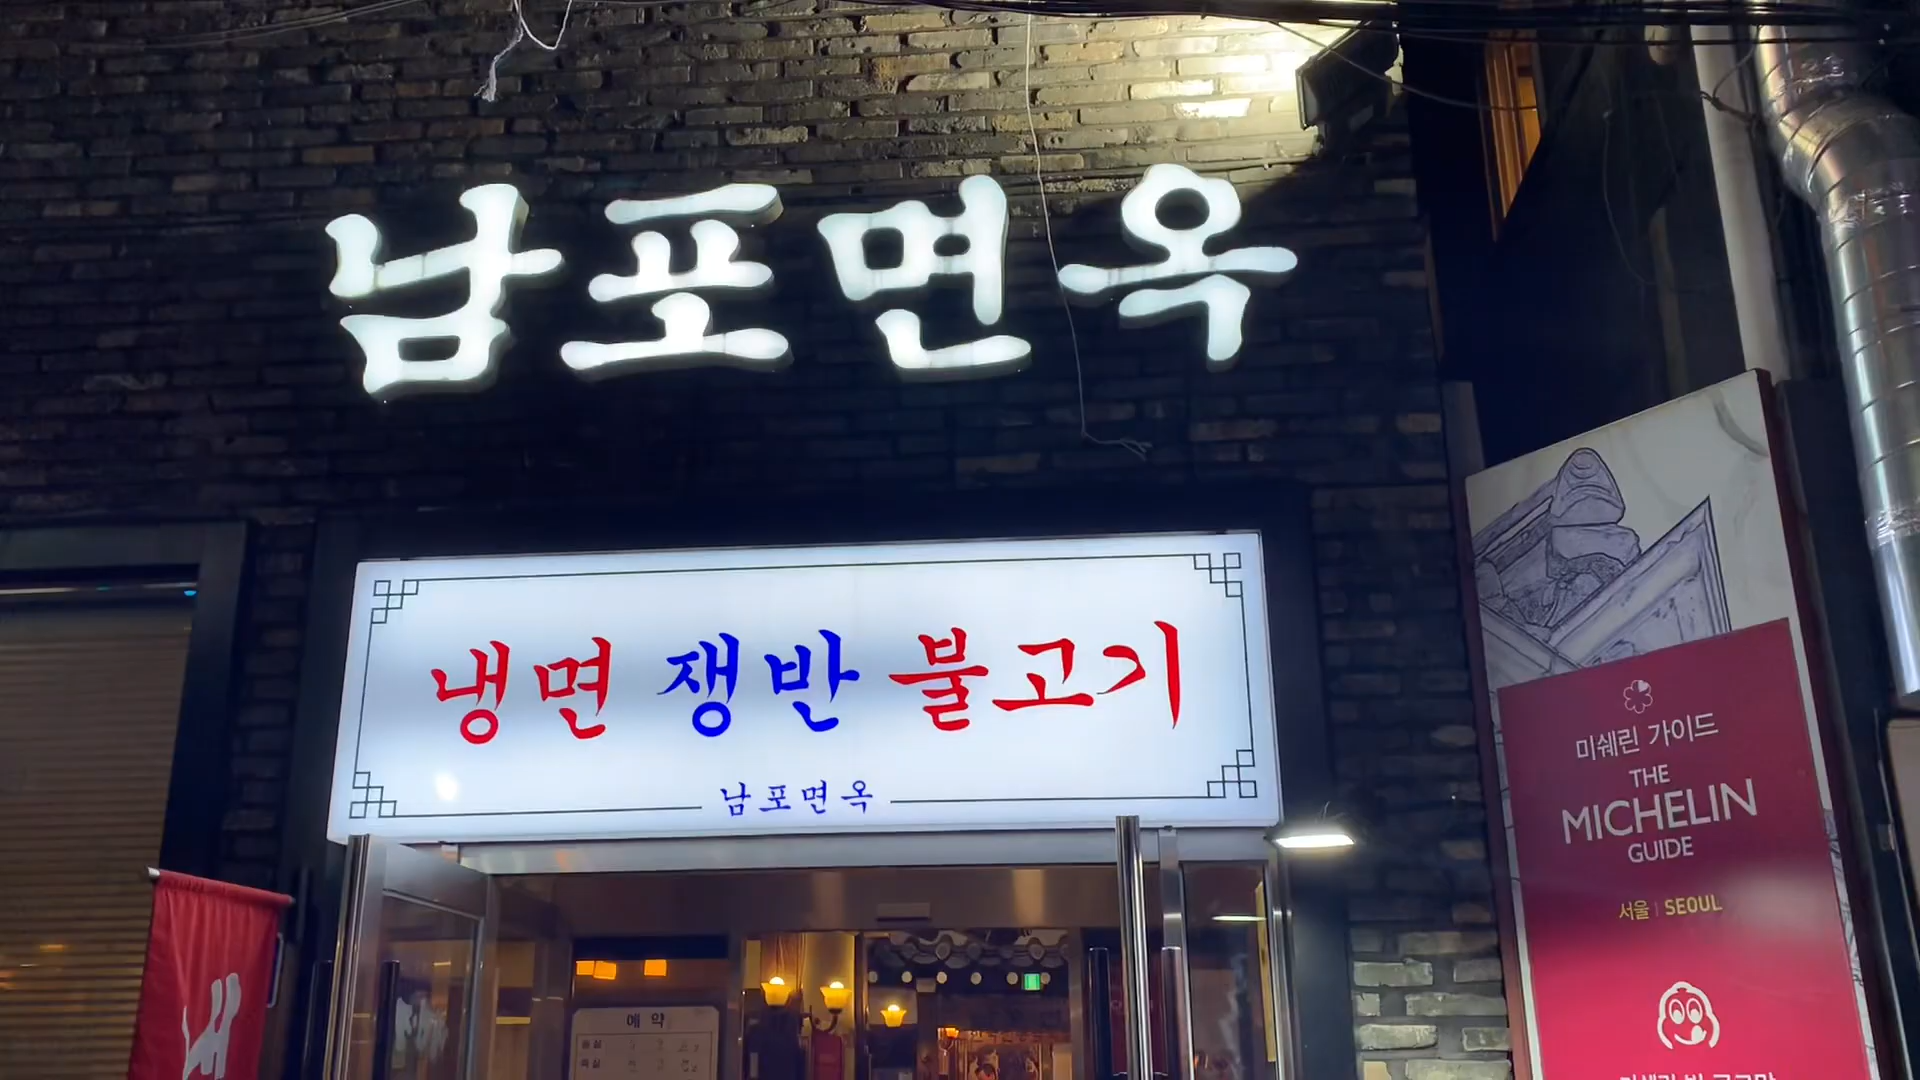 남포면옥
냉면 쟁반 불고기
남포면옥
미쉐린 가이드
THE
MICHELIN
GUIDE
서울 | SEOUL
예약